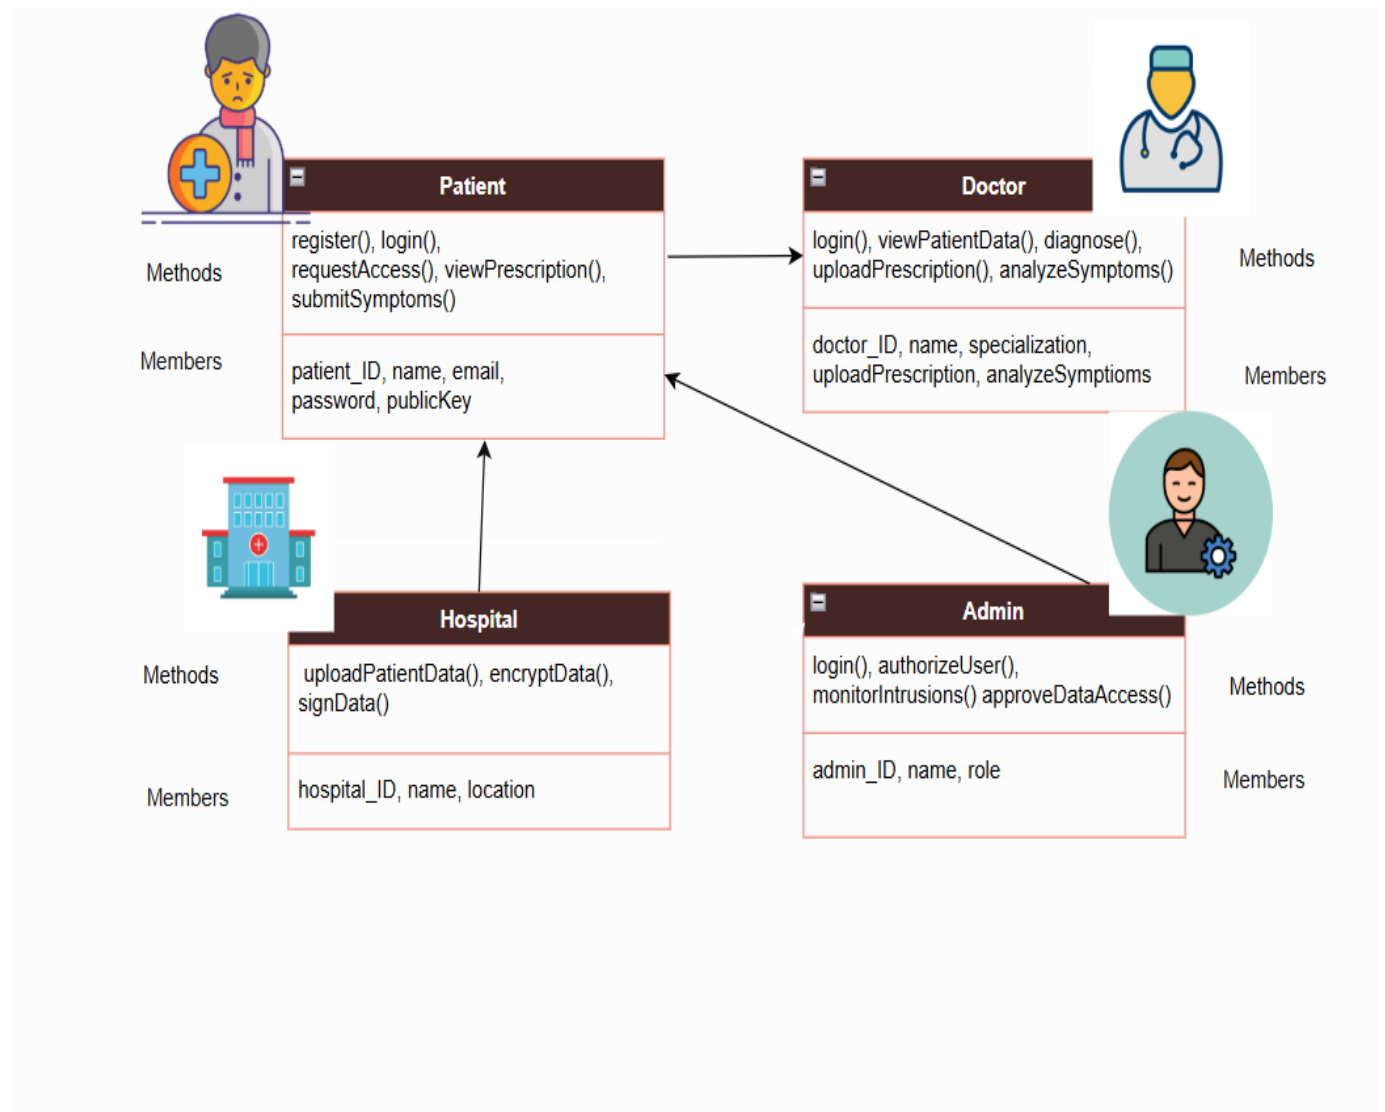 Patient
register(), login(),
requestAccess(), viewPrescription(),
submitSymptoms()
Methods
Members
patient_ID, name, email,
password, publicKey
Doctor
login(), viewPatientData(), diagnose(),
uploadPrescription(), analyzeSymptoms()
Methods
doctor_ID, name, specialization,
uploadPrescription, analyzeSymptioms
Members
Hospital
Methods
uploadPatientData(), encryptData(),
signData()
Members
hospital_ID, name, location
Admin
login(), authorizeUser(),
monitorIntrusions() approveDataAccess()
Methods
admin_ID, name, role
Members